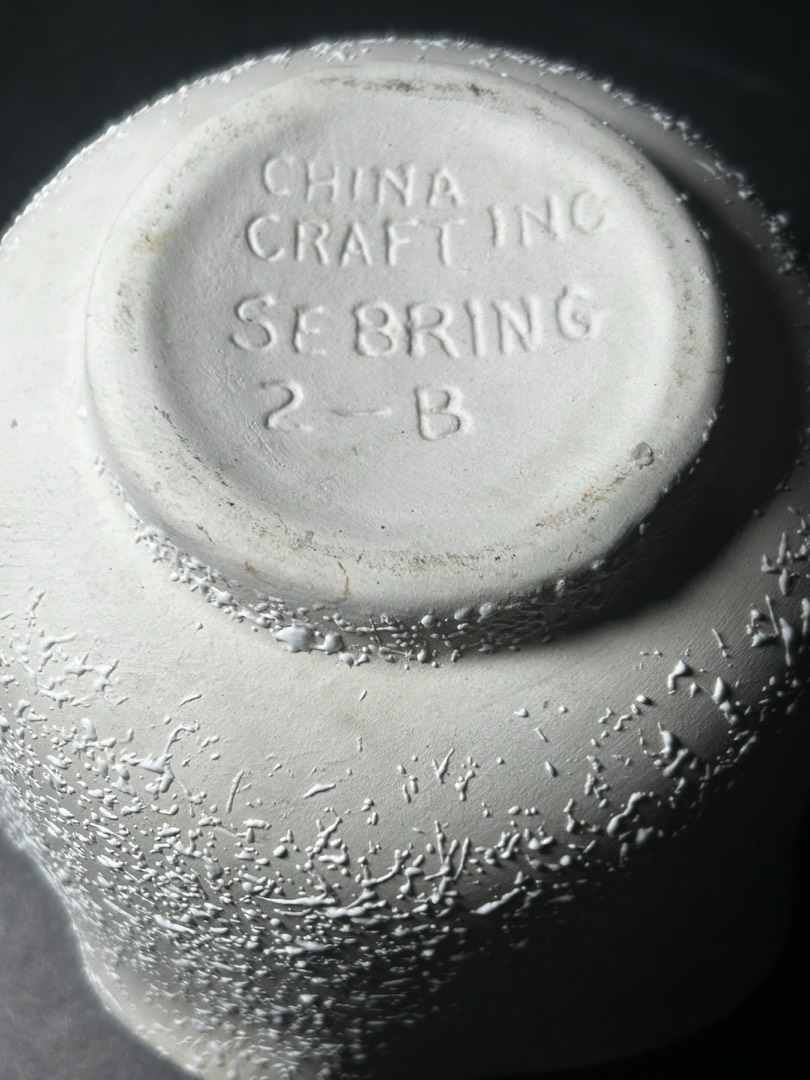 CHINA
CRAFT INC
SEBRING
2-B